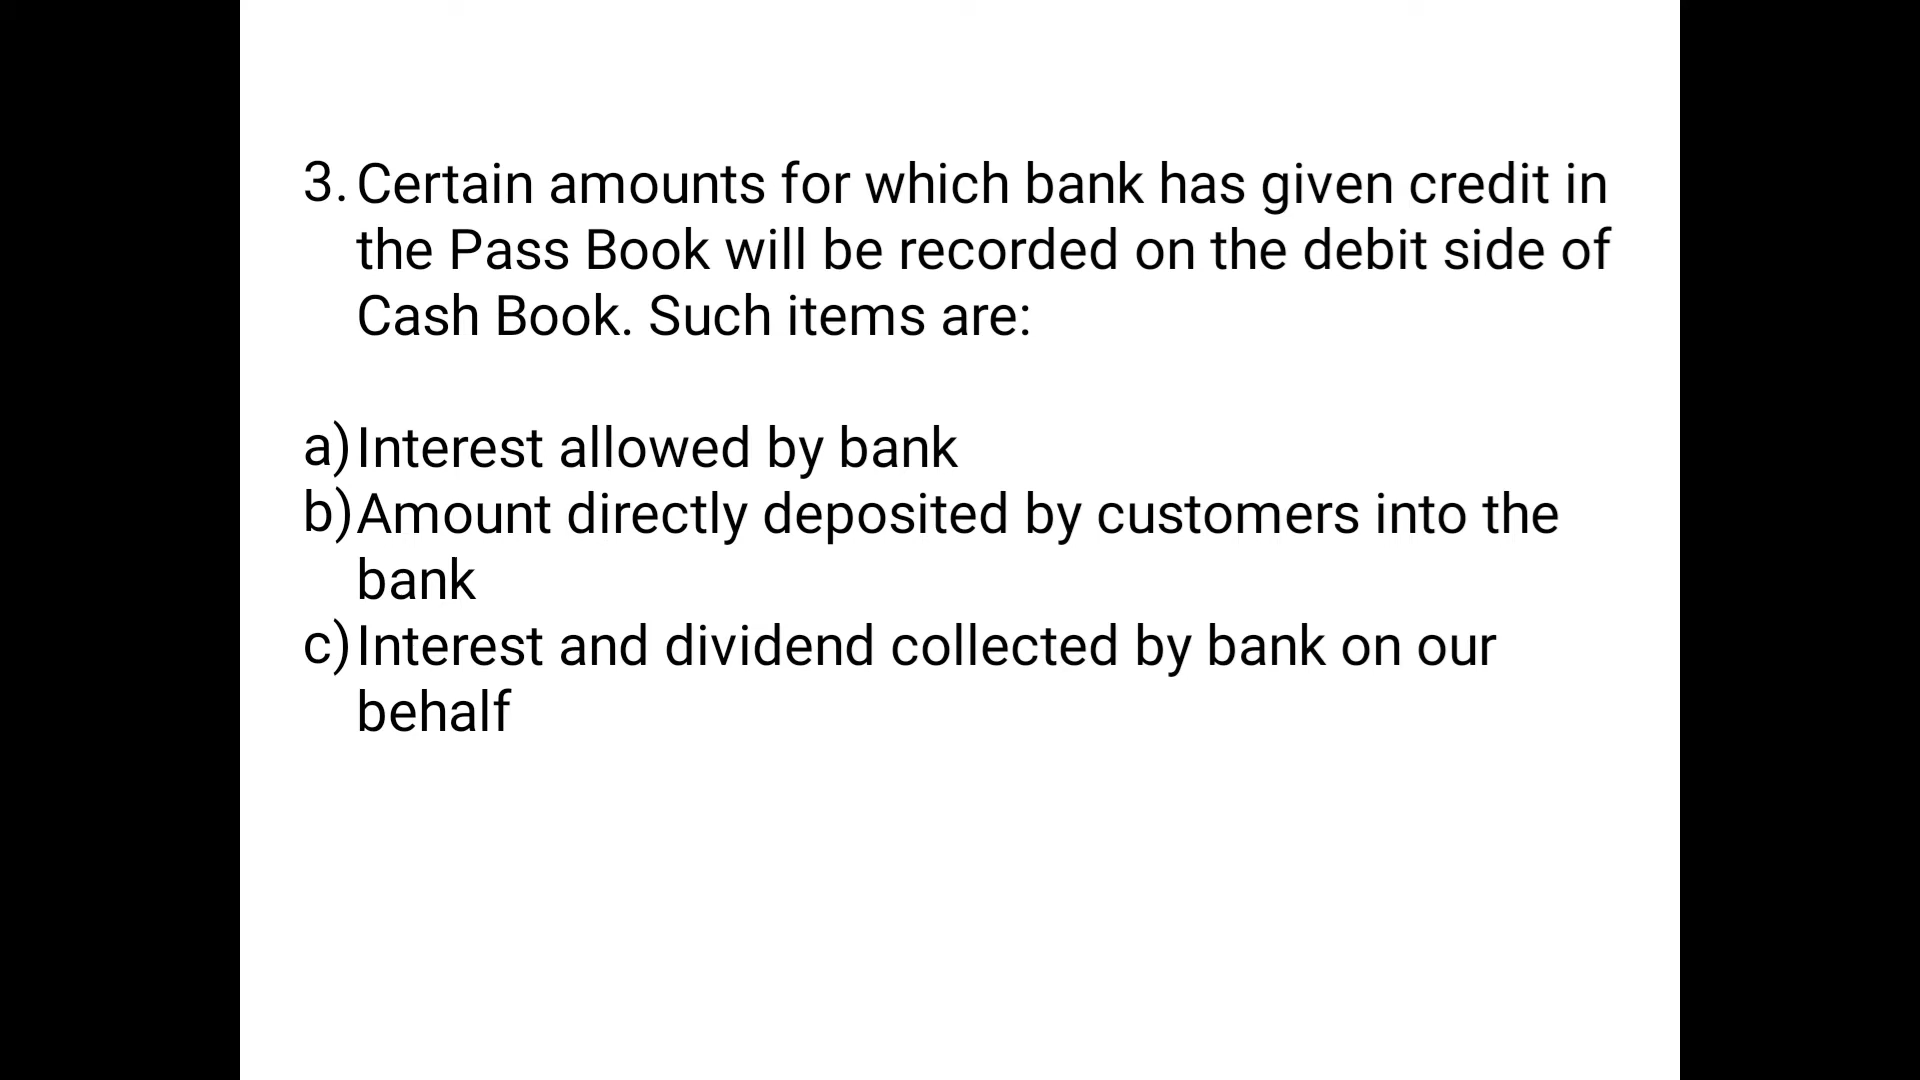 3. Certain amounts for which bank has given credit in
the Pass Book will be recorded on the debit side of
Cash Book. Such items are:
a) Interest allowed by bank
b) Amount directly deposited by customers into the
bank
c) Interest and dividend collected by bank on our
behalf